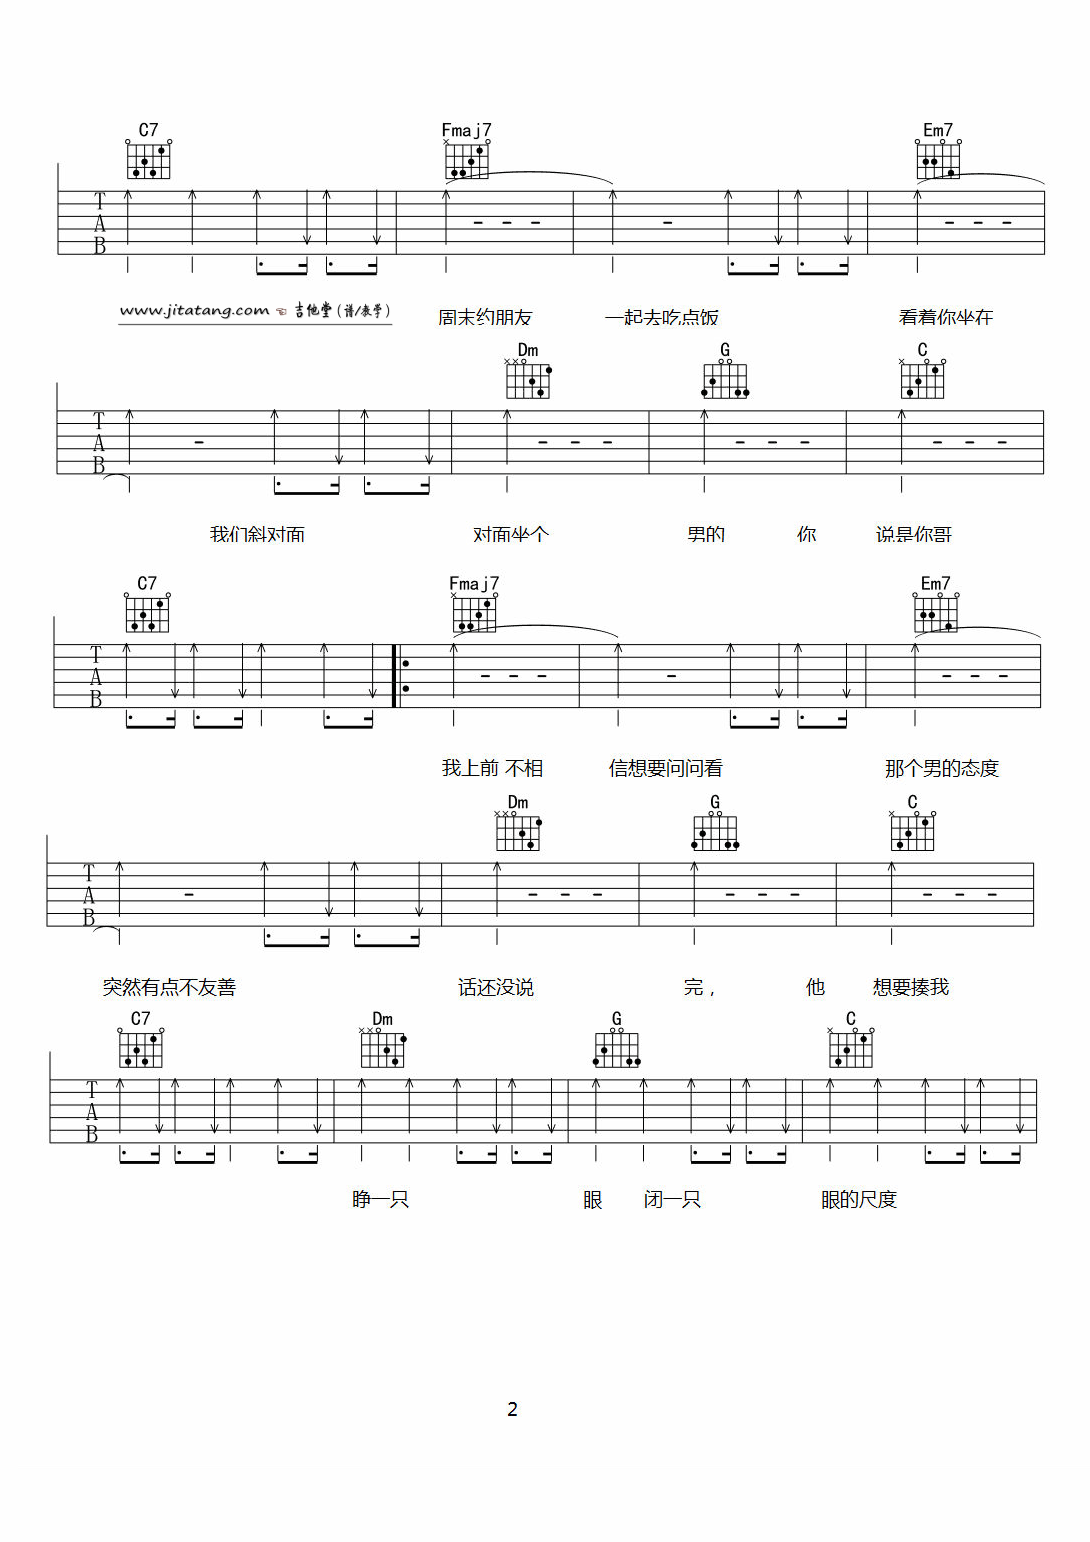 C7 Fmaj7 Em7
T
A
B
www.jitatang.com ☜ 吉他堂(谱/教学) 周末约朋友 一起去吃点饭 看着你坐在
Dm G C
T
A
B
我们斜对面 对面坐个 男的 你 说是你哥
C7 Fmaj7 Em7
T
A
B
我上前 不相 信想要问问看 那个男的态度
Dm G C
T
A
B
突然有点不友善 话还没说 完, 他 想要揍我
C7 Dm G C
T
A
B
睁一只 眼 闭一只 眼的尺度
2